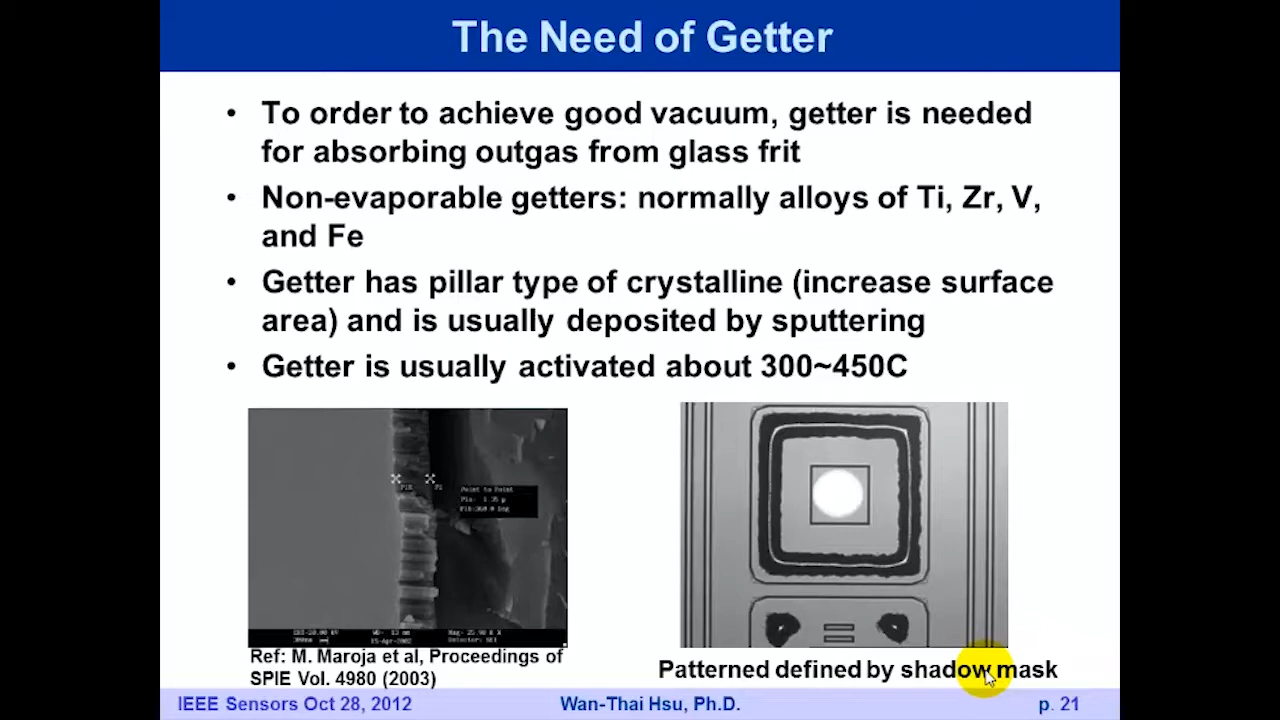 The Need of Getter
• To order to achieve good vacuum, getter is needed
for absorbing outgas from glass frit
• Non-evaporable getters: normally alloys of Ti, Zr, V,
and Fe
• Getter has pillar type of crystalline (increase surface
area) and is usually deposited by sputtering
• Getter is usually activated about 300~450C
Point to Point
Ref: M. Maroja et al, Proceedings of
SPIE Vol. 4980 (2003)
Patterned defined by shadow mask
IEEE Sensors Oct 28, 2012
Wan-Thai Hsu, Ph.D.
p. 21